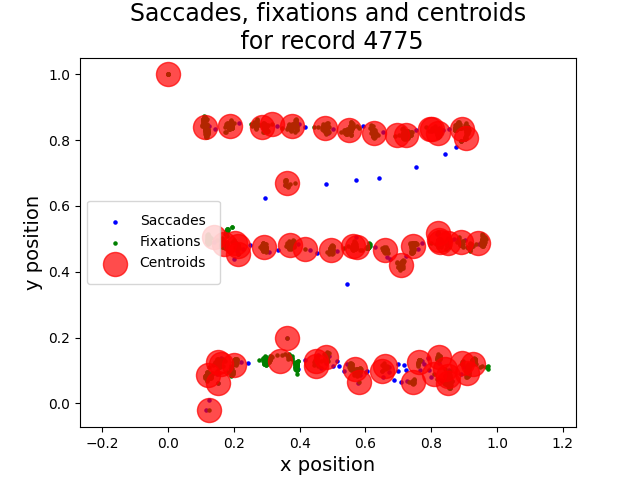 Saccades, fixations and centroids
for record 4775
1.0
0.8
0.6
0.4
0.2
0.0
y position
Saccades
Fixations
Centroids
−0.2
0.0
0.2
0.4
0.6
0.8
1.0
1.2
x position